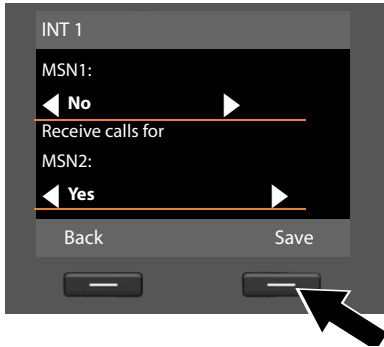 INT 1
MSN1:
No
Receive calls for
MSN2:
Yes
Back Save